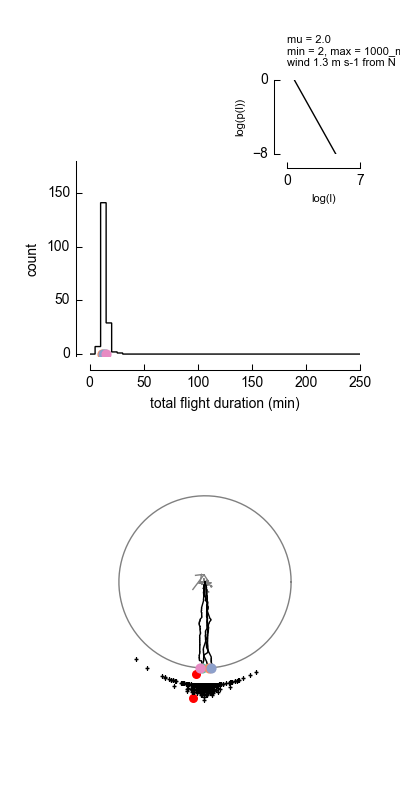 mu = 2.0
min = 2, max = 1000_m
wind 1.3 m s-1 from N
0
−8
log(p(l))
0 7
log(l)
150
100
50
0
count
0 50 100 150 200 250
total flight duration (min)